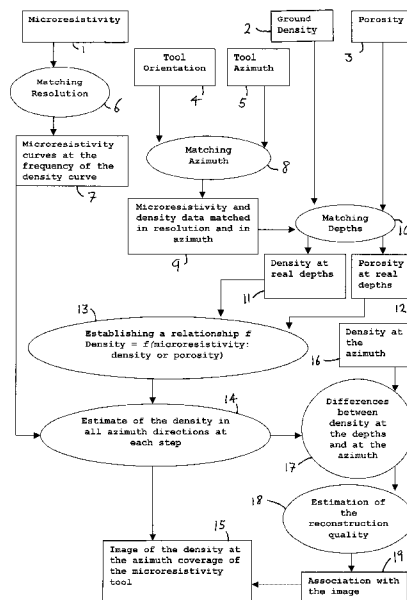 Microresistivity
1
Ground
Density
2
Porosity
3
Matching
Resolution
6
Tool
Orientation
4
Tool
Azimuth
5
Microresistivity
curves at the
frequency of the
density curve
7
Matching
Azimuth
8
Microresistivity and
density data matched
in resolution and in
azimuth
9
Matching
Depths
10
Density at
real depths
11
Porosity at
real depths
12
13
Establishing a relationship f
Density = f(microresistivity:
density or porosity)
Density at
the
azimuth
16
14
Estimate of the density in
all azimuth directions at
each step
Differences
between
density at
the depths
and at the
azimuth
17
18
Estimation of
the
reconstruction
quality
15
Image of the density at
the azimuth coverage of
the microresistivity
tool
19
Association with
the image